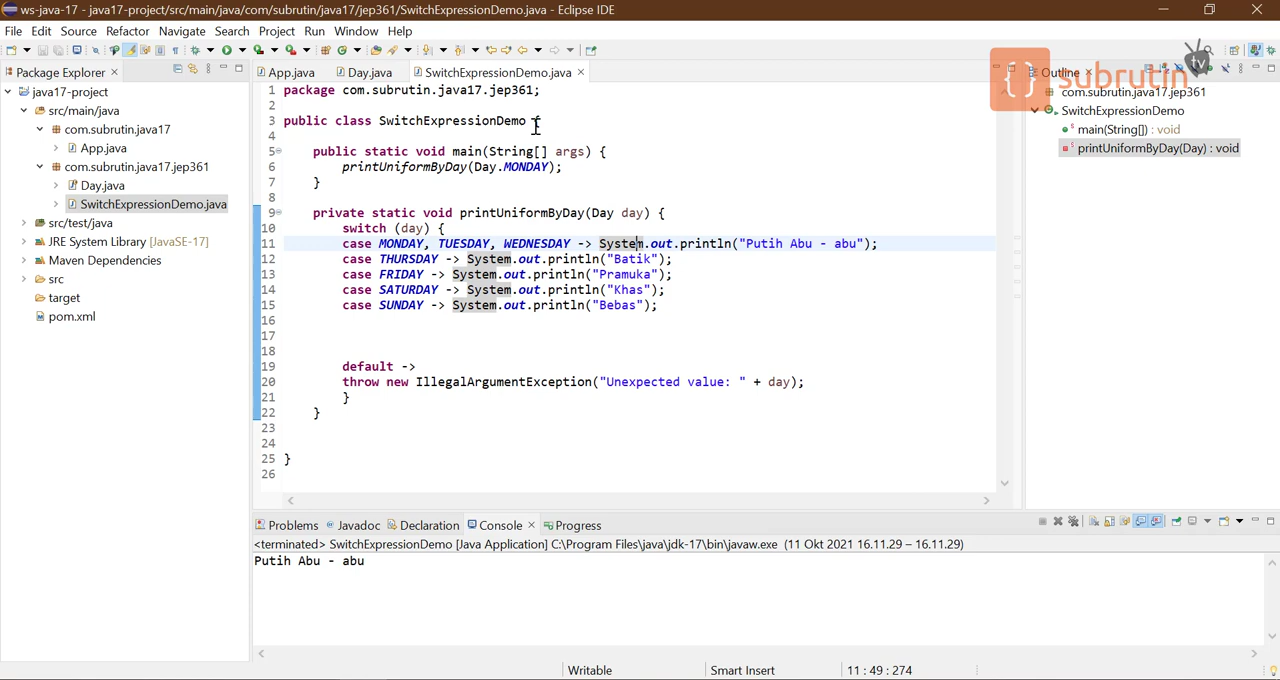 ws-java-17 - java17-project/src/main/java/com/subrutin/java17/jep361/SwitchExpressionDemo.java - Eclipse IDE
File Edit Source Refactor Navigate Search Project Run Window Help
Package Explorer
java17-project
src/main/java
com.subrutin.java17
App.java
com.subrutin.java17.jep361
Day.java
SwitchExpressionDemo.java
src/test/java
JRE System Library [JavaSE-17]
Maven Dependencies
src
target
pom.xml
App.java Day.java SwitchExpressionDemo.java
1 package com.subrutin.java17.jep361;
2
3 public class SwitchExpressionDemo {
4
5 public static void main(String[] args) {
6 printUniformByDay(Day.MONDAY);
7 }
8
9 private static void printUniformByDay(Day day) {
10 switch (day) {
11 case MONDAY, TUESDAY, WEDNESDAY -> System.out.println("Putih Abu - abu");
12 case THURSDAY -> System.out.println("Batik");
13 case FRIDAY -> System.out.println("Pramuka");
14 case SATURDAY -> System.out.println("Khas");
15 case SUNDAY -> System.out.println("Bebas");
16
17
18
19 default ->
20 throw new IllegalArgumentException("Unexpected value: " + day);
21 }
22 }
23
24
25 }
26
Outline
com.subrutin.java17.jep361
SwitchExpressionDemo
main(String[]) : void
printUniformByDay(Day) : void
{} subrutin tv
Problems Javadoc Declaration Console Progress
<terminated> SwitchExpressionDemo [Java Application] C:\Program Files\java\jdk-17\bin\javaw.exe (11 Okt 2021 16.11.29 – 16.11.29)
Putih Abu - abu
Writable Smart Insert 11 : 49 : 274